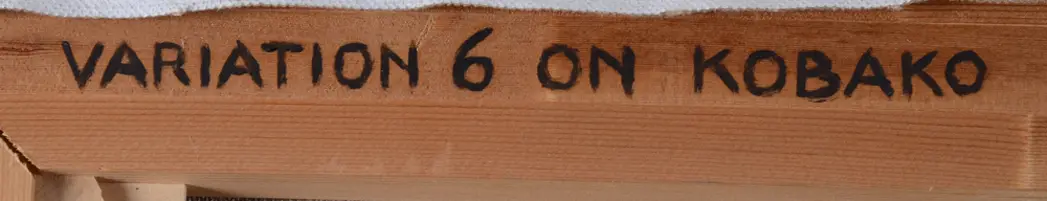 VARIATION 6 ON KOBAKO